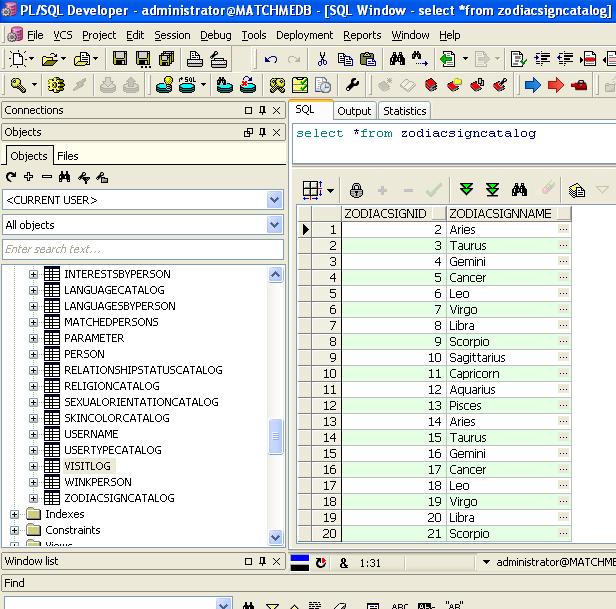 PL/SQL Developer - administrator@MATCHMEDB - [SQL Window - select *from zodiacsigncatalog]
File VCS Project Edit Session Debug Tools Deployment Reports Window Help
Connections
Objects
Objects Files
<CURRENT USER>
All objects
Enter search text...
INTERESTSBYPERSON
LANGUAGECATALOG
LANGUAGESBYPERSON
MATCHEDPERSONS
PARAMETER
PERSON
RELATIONSHIPSTATUSCATALOG
RELIGIONCATALOG
SEXUALORIENTATIONCATALOG
SKINCOLORCATALOG
USERNAME
USERTYPECATALOG
VISITLOG
WINKPERSON
ZODIACSIGNCATALOG
Indexes
Constraints
Views
Window list
Find
SQL Output Statistics
select *from zodiacsigncatalog
ZODIACSIGNID ZODIACSIGNNAME
1 2 Aries
2 3 Taurus
3 4 Gemini
4 5 Cancer
5 6 Leo
6 7 Virgo
7 8 Libra
8 9 Scorpio
9 10 Sagittarius
10 11 Capricorn
11 12 Aquarius
12 13 Pisces
13 14 Aries
14 15 Taurus
15 16 Gemini
16 17 Cancer
17 18 Leo
18 19 Virgo
19 20 Libra
20 21 Scorpio
& 1:31 administrator@MATCHME
ABC "AB"